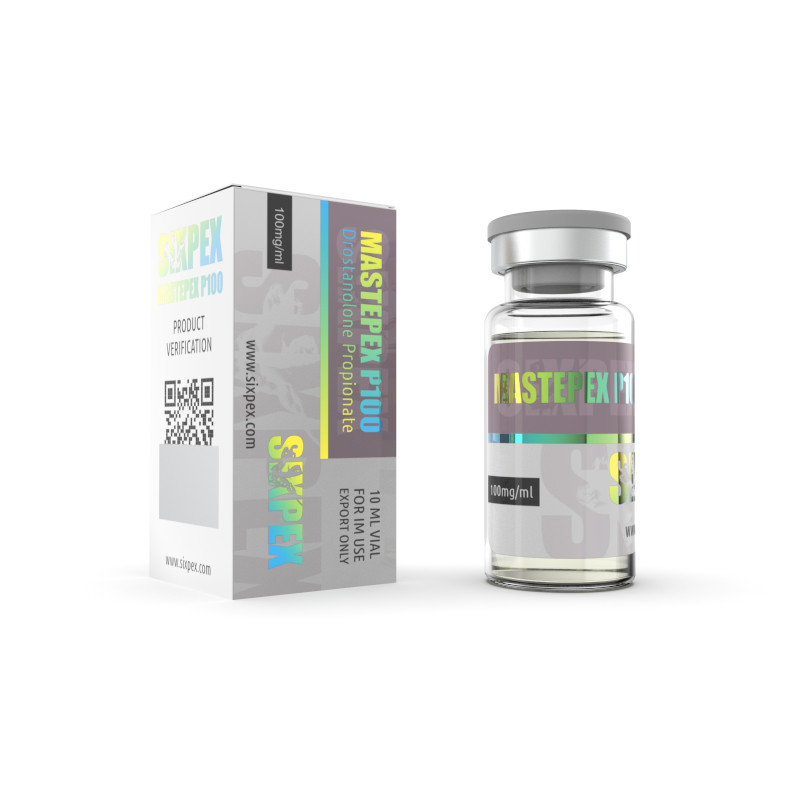 SIXPEX
MASTEPEX P100
PRODUCT
VERIFICATION
www.sixpex.com
100mg/ml
www.sixpex.com
MASTEPEX P100
Drostanolone Propionate
SIXPEX
10 ML VIAL
FOR IM USE
EXPORT ONLY
MASTEPEX P10
100mg/ml